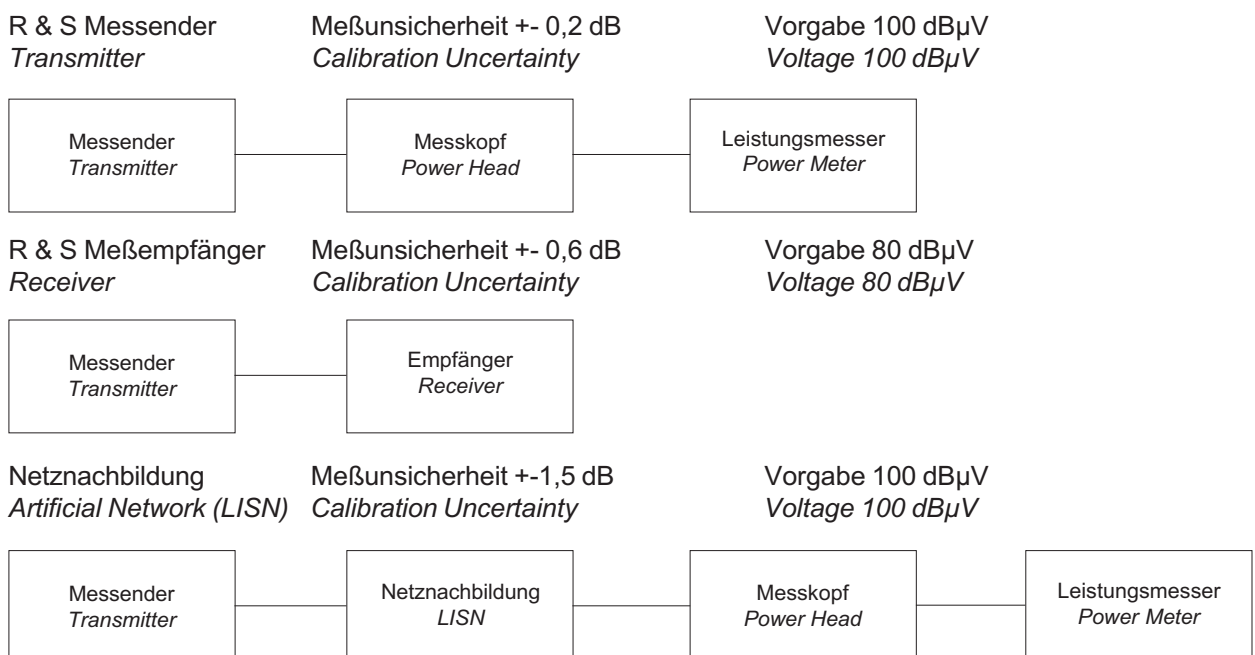 R & S Messender Meßunsicherheit +- 0,2 dB Vorgabe 100 dBµV
Transmitter Calibration Uncertainty Voltage 100 dBµV
Messender Messkopf Leistungsmesser
Transmitter Power Head Power Meter
R & S Meßempfänger Meßunsicherheit +- 0,6 dB Vorgabe 80 dBµV
Receiver Calibration Uncertainty Voltage 80 dBµV
Messender Empfänger
Transmitter Receiver
Netznachbildung Meßunsicherheit +-1,5 dB Vorgabe 100 dBµV
Artificial Network (LISN) Calibration Uncertainty Voltage 100 dBµV
Messender Netznachbildung Messkopf Leistungsmesser
Transmitter LISN Power Head Power Meter